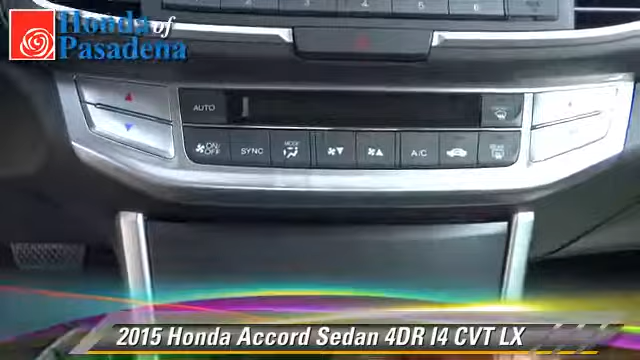 Honda of
Pasadena
AUTO
ON/OFF
SYNC
MODE
A/C
2015 Honda Accord Sedan 4DR I4 CVT LX